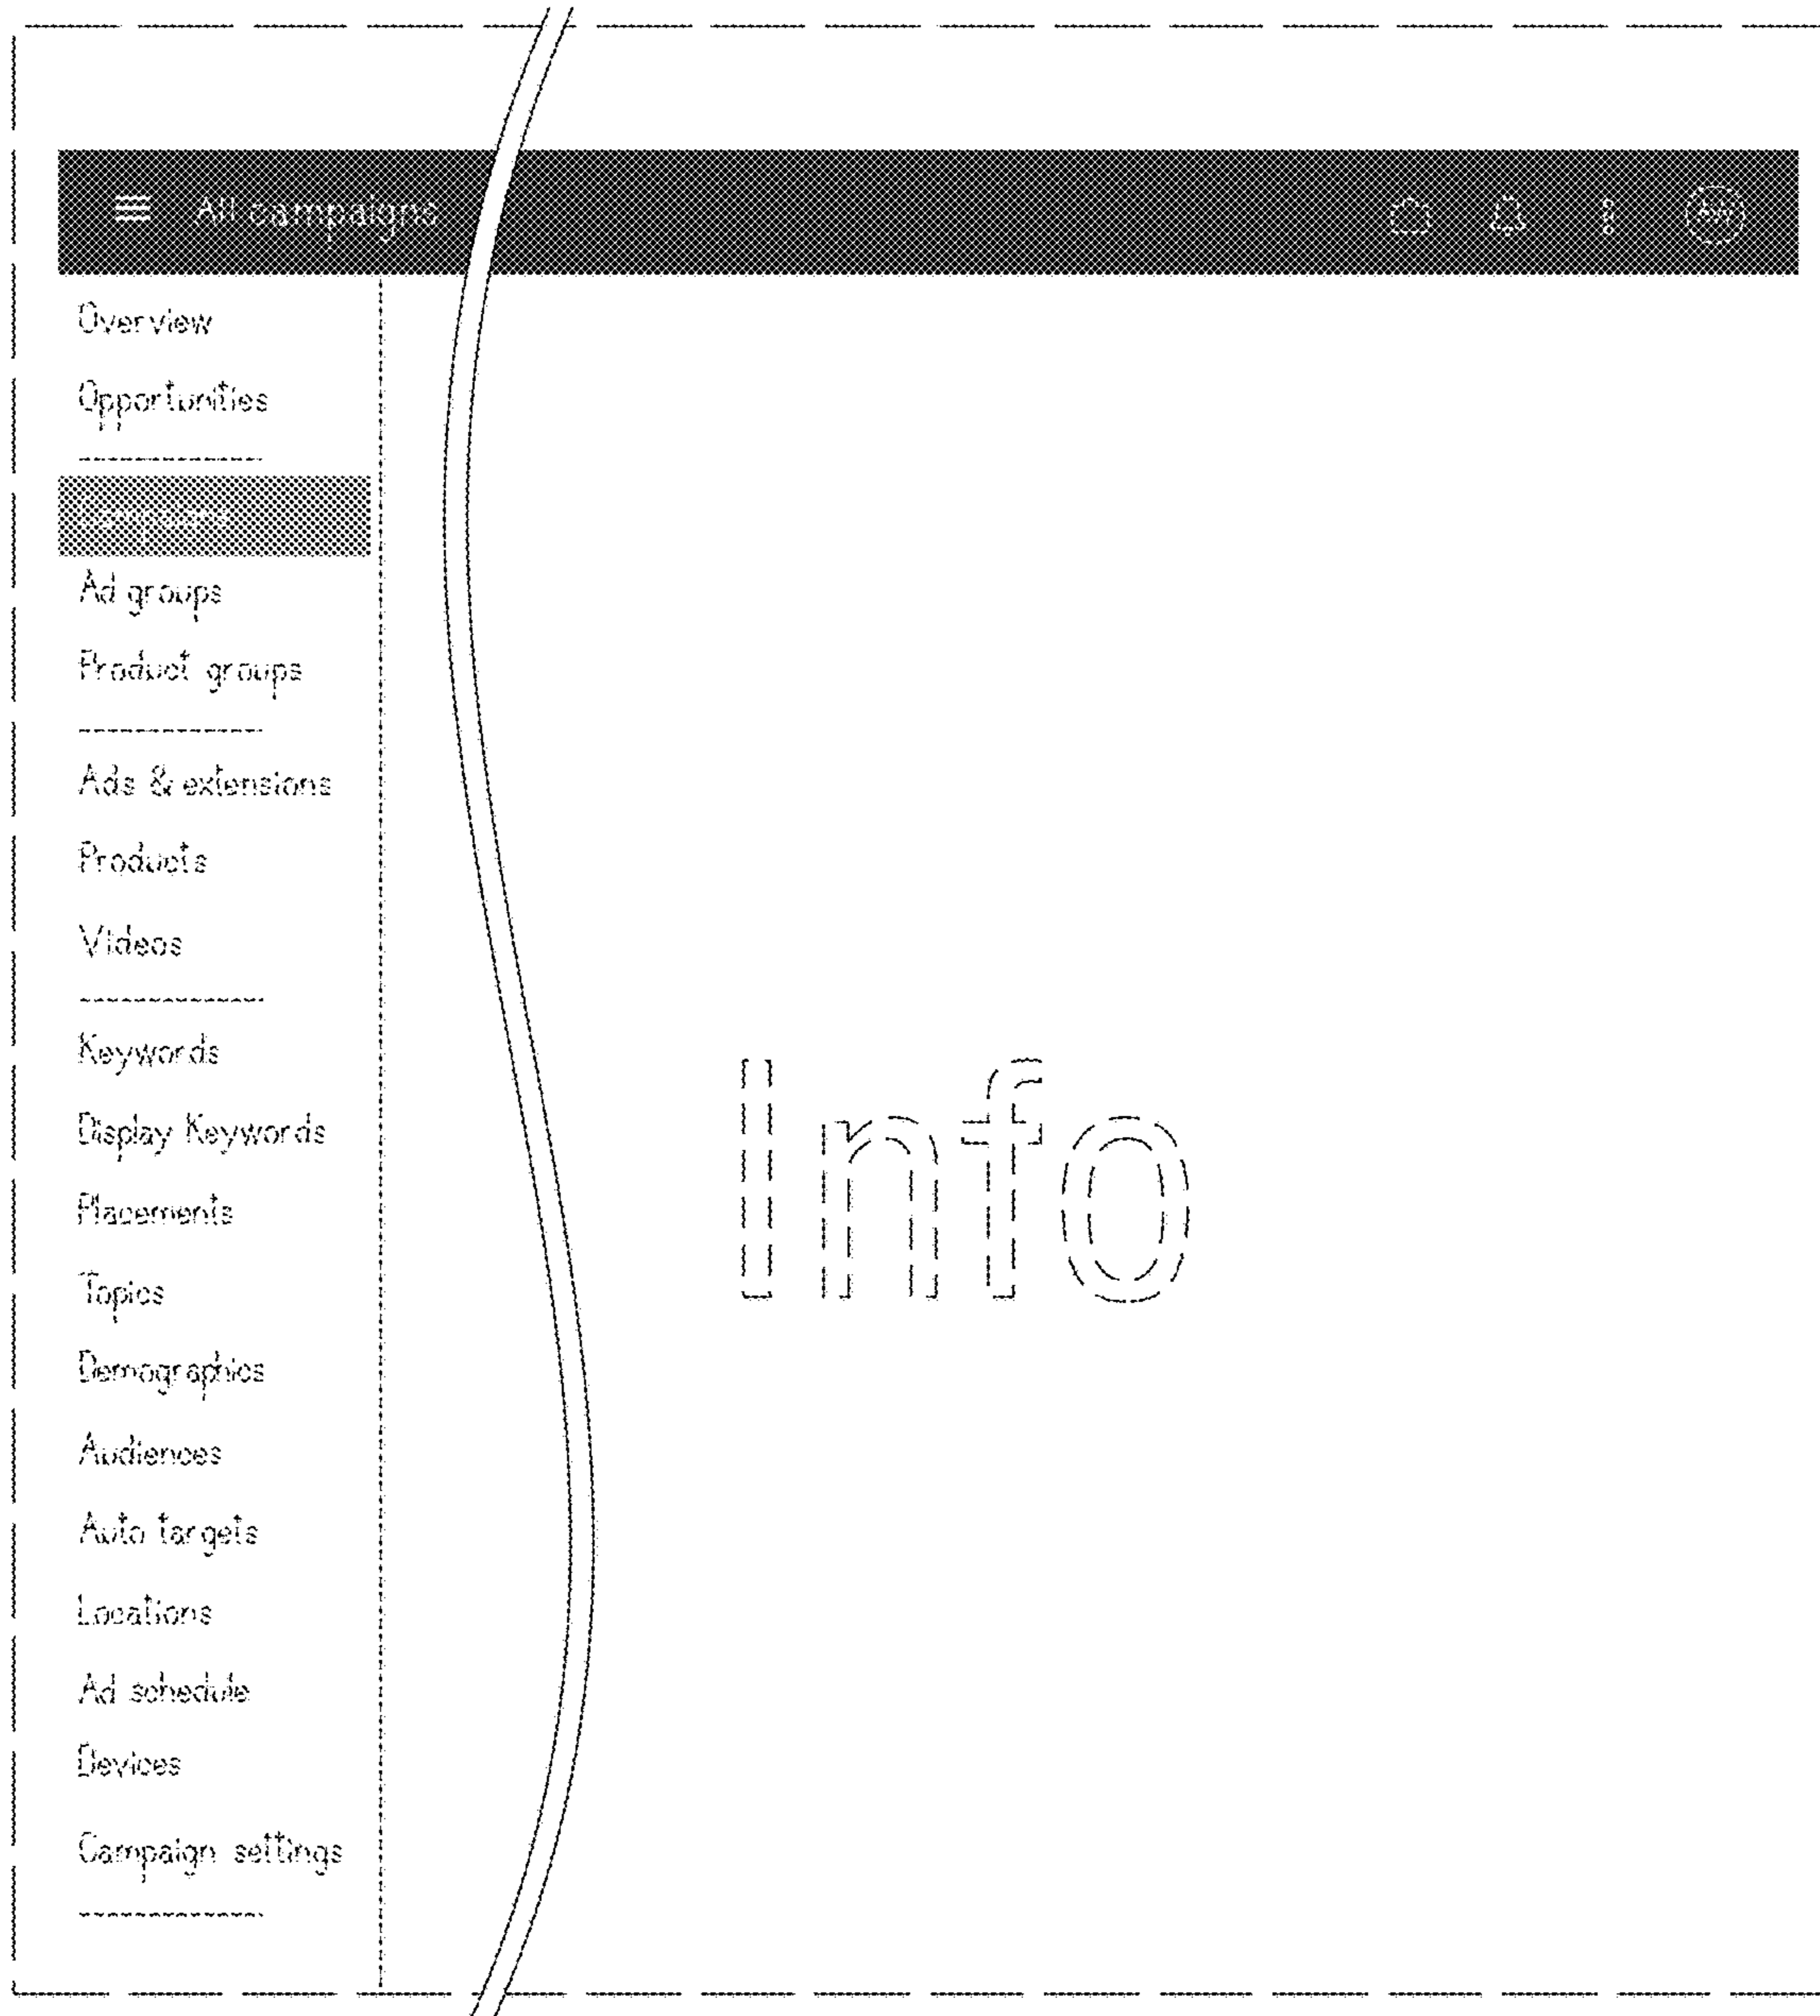 All campaigns
Overview
Opportunities
Ad groups
Product groups
Ads & extensions
Products
Videos
Keywords
Display Keywords
Placements
Topics
Demographics
Audiences
Auto targets
Locations
Ad schedule
Devices
Campaign settings
Info